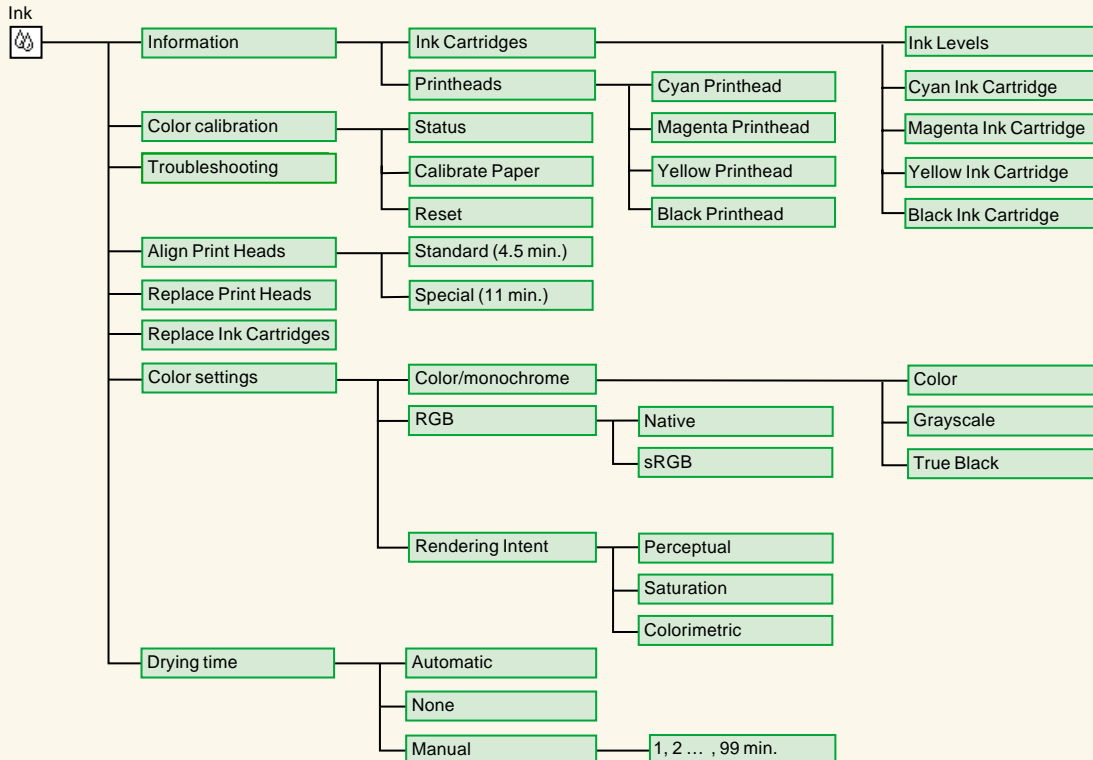 Ink
Information
Ink Cartridges
Ink Levels
Printheads
Cyan Printhead
Cyan Ink Cartridge
Color calibration
Status
Magenta Printhead
Magenta Ink Cartridge
Troubleshooting
Calibrate Paper
Yellow Printhead
Yellow Ink Cartridge
Reset
Black Printhead
Black Ink Cartridge
Align Print Heads
Standard (4.5 min.)
Replace Print Heads
Special (11 min.)
Replace Ink Cartridges
Color settings
Color/monochrome
Color
RGB
Native
Grayscale
sRGB
True Black
Rendering Intent
Perceptual
Saturation
Colorimetric
Drying time
Automatic
None
Manual
1, 2 ... , 99 min.